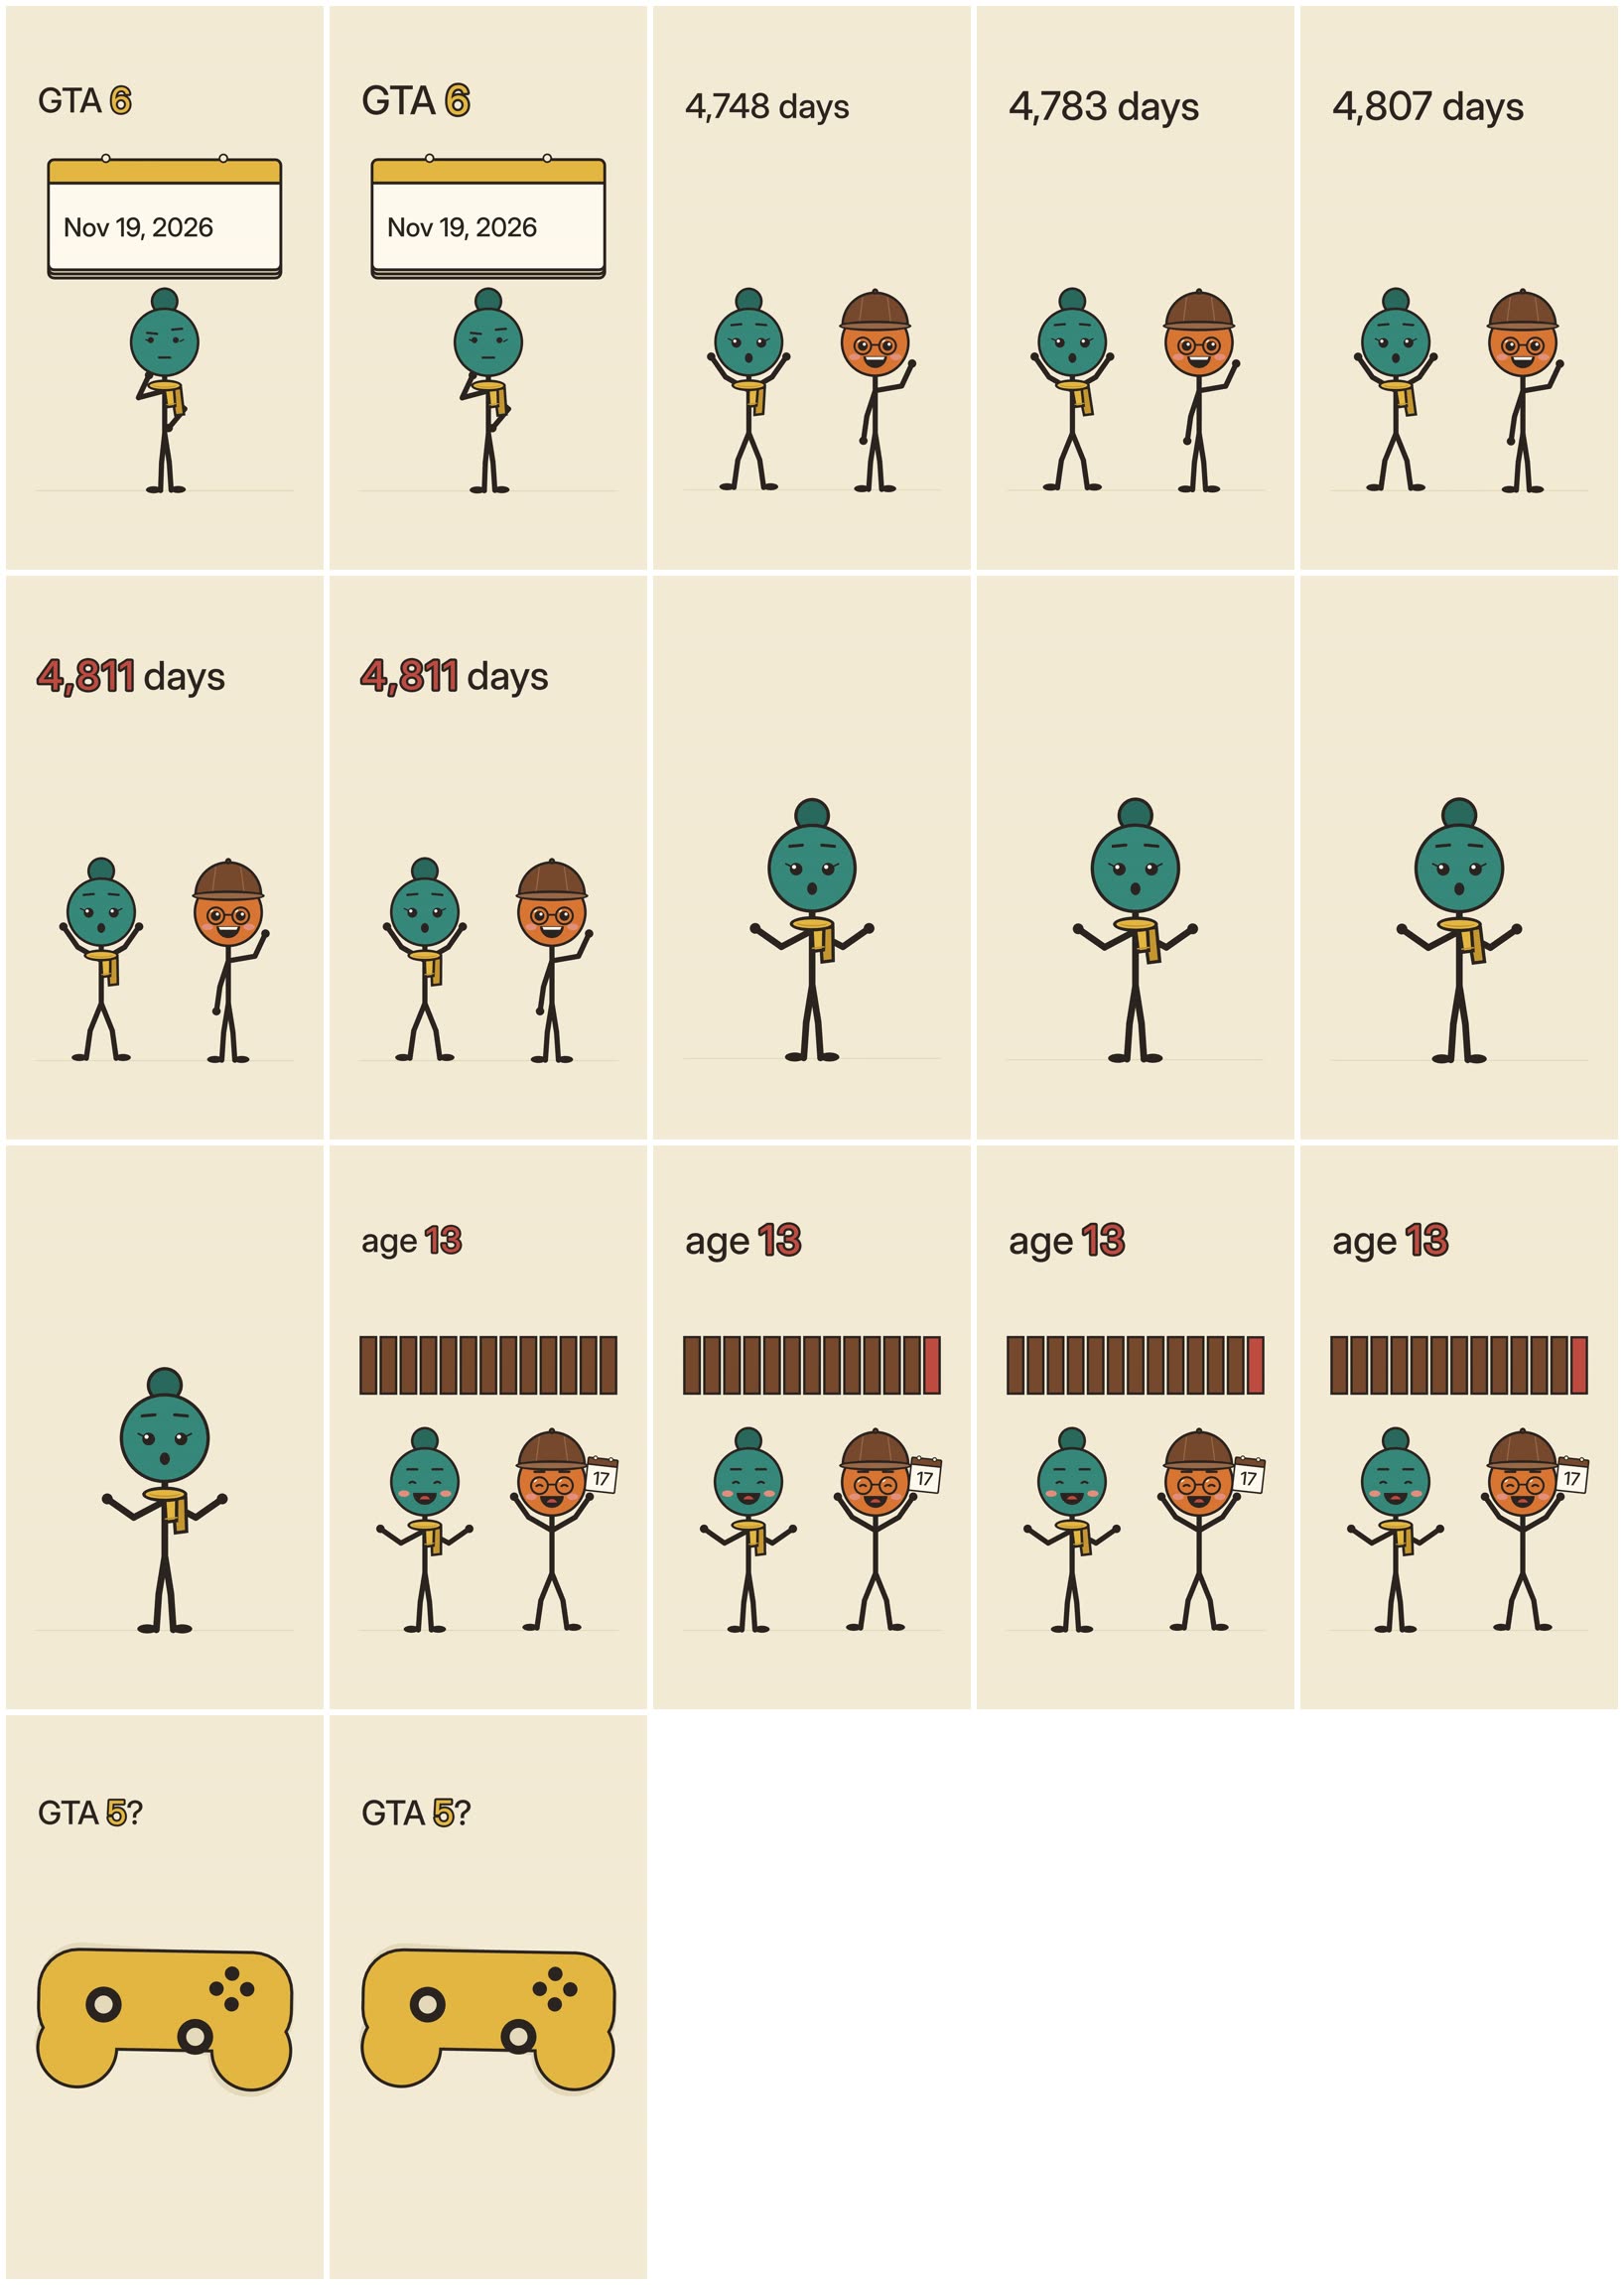 GTA 6
Nov 19, 2026
GTA 6
Nov 19, 2026
4,748 days
4,783 days
4,807 days
4,811 days
4,811 days
age 13
17
age 13
17
age 13
17
age 13
17
GTA 5?
GTA 5?